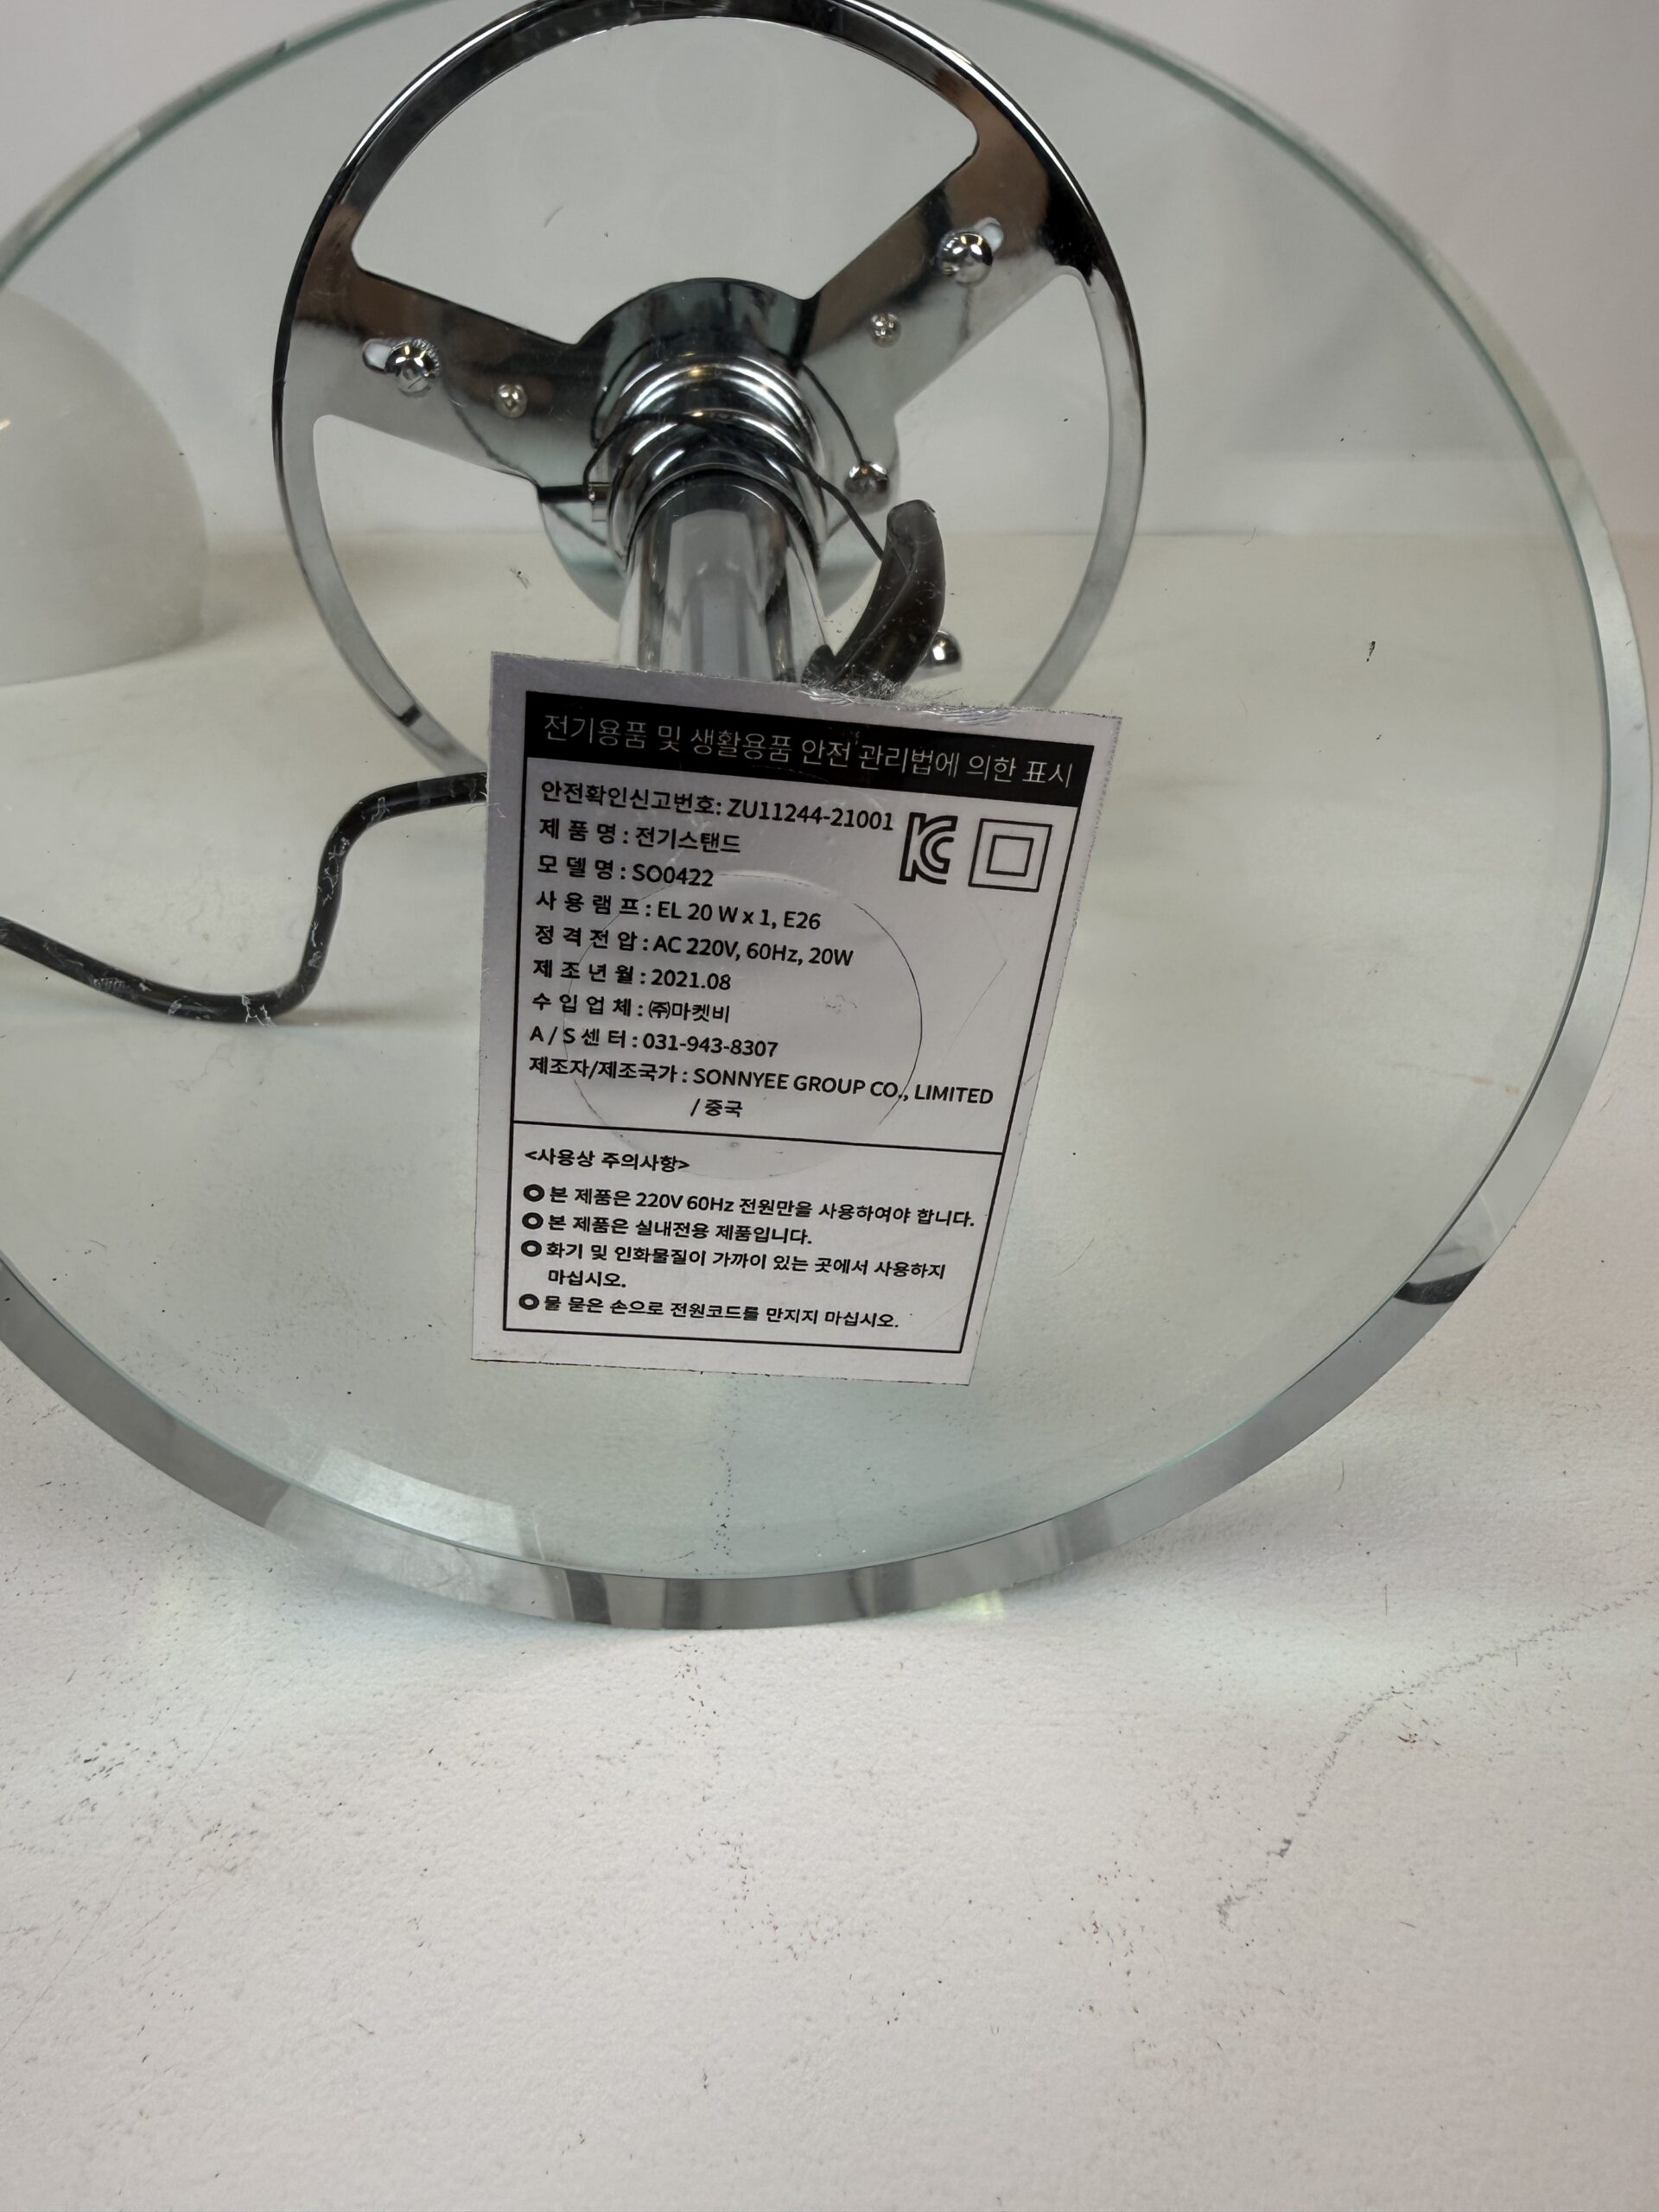 전기용품 및 생활용품 안전 관리법에 의한 표시
안전확인신고번호: ZU11244-21001
제 품 명 : 전기스탠드
모 델 명 : SO0422
사 용 램 프 : EL 20 W x 1, E26
정 격 전 압 : AC 220V, 60Hz, 20W
제 조 년 월 : 2021.08
수 입 업 체 : ㈜마켓비
A / S 센 터 : 031-943-8307
제조자/제조국가 : SONNYEE GROUP CO., LIMITED
/ 중국
<사용상 주의사항>
본 제품은 220V 60Hz 전원만을 사용하여야 합니다.
본 제품은 실내전용 제품입니다.
화기 및 인화물질이 가까이 있는 곳에서 사용하지
마십시오.
물 묻은 손으로 전원코드를 만지지 마십시오.